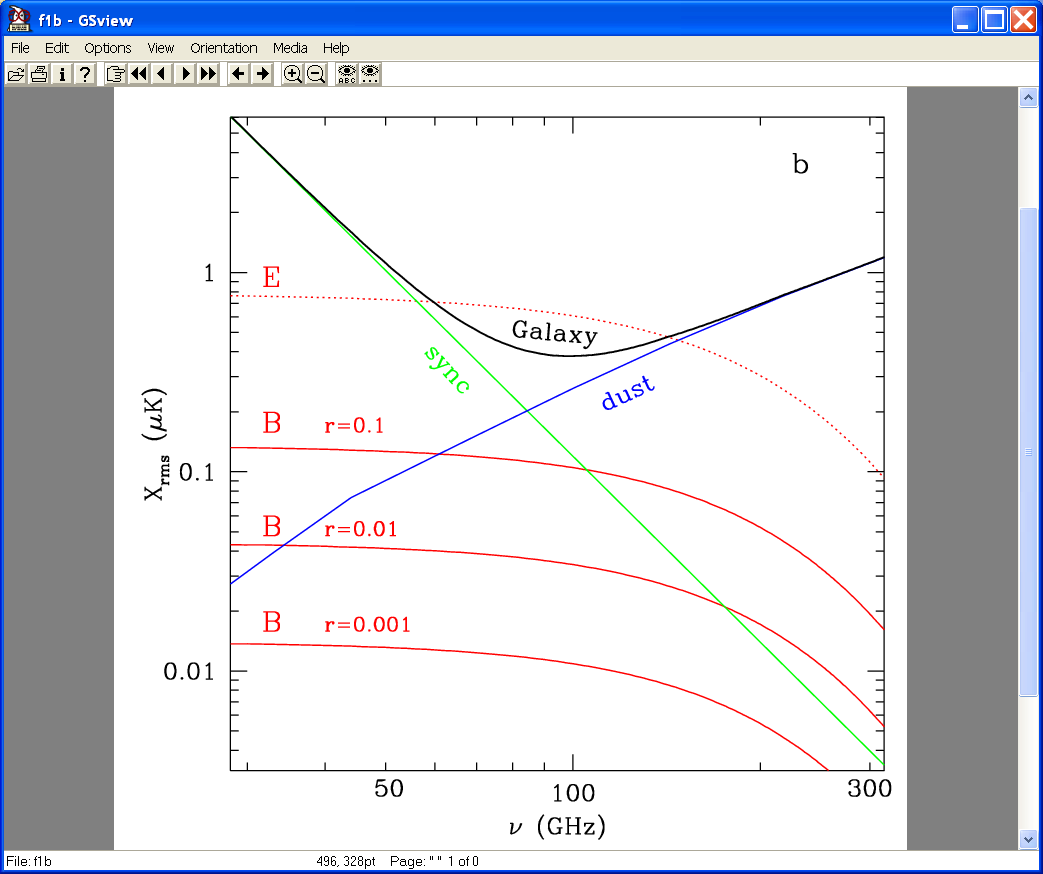 f1b - GSview
File Edit Options View Orientation Media Help
i ? ABC
b
1
E
Galaxy
sync
dust
B r=0.1
X_rms (μK)
0.1
B r=0.01
B r=0.001
0.01
50 100 300
ν (GHz)
File: f1b 496, 328pt Page: " " 1 of 0